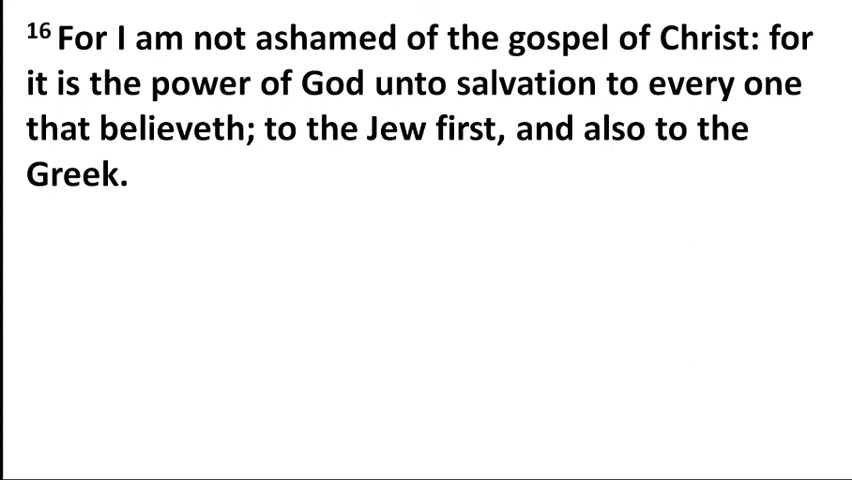 16 For I am not ashamed of the gospel of Christ: for
it is the power of God unto salvation to every one
that believeth; to the Jew first, and also to the
Greek.